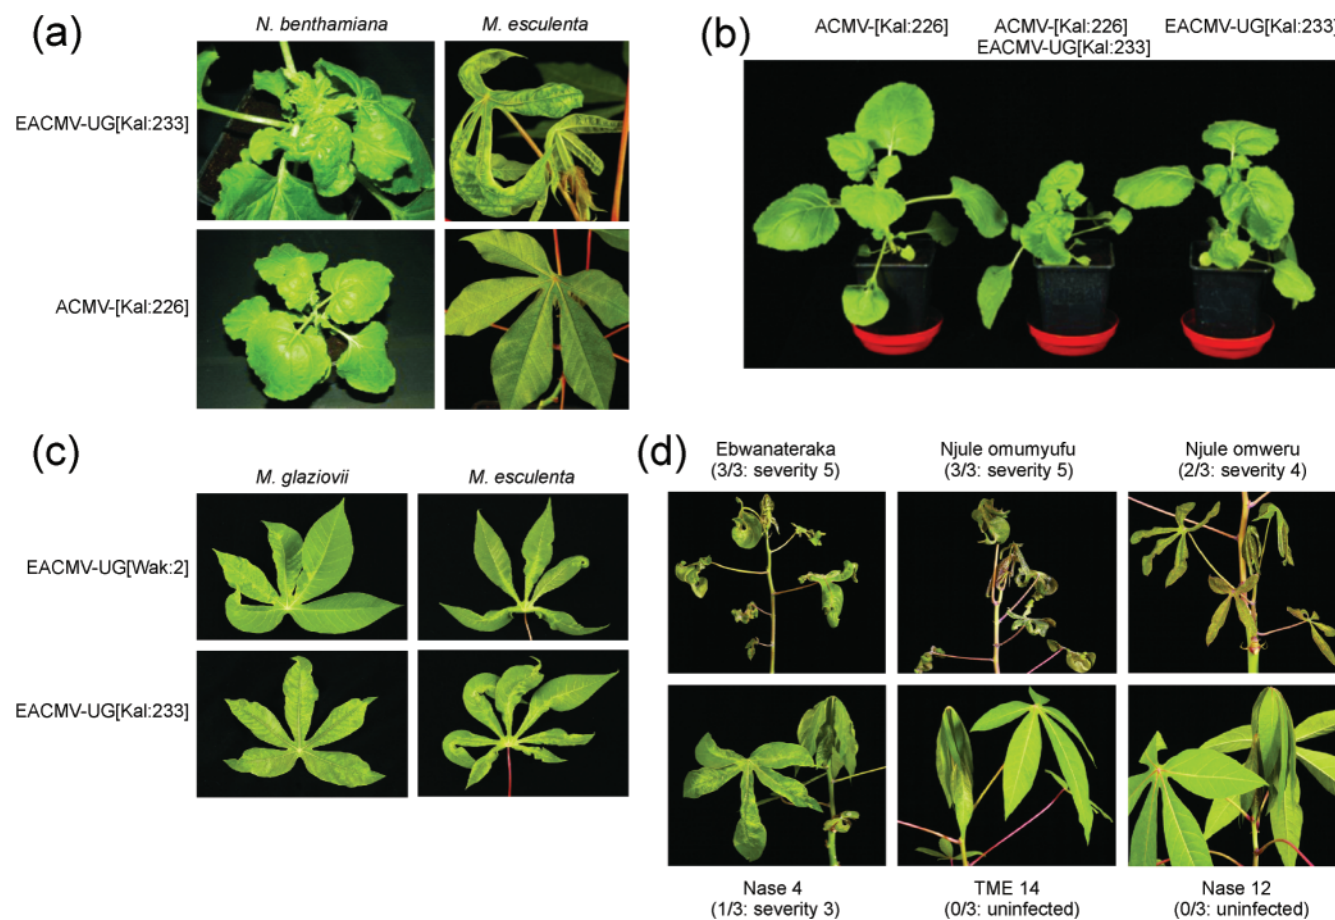 (a)
N. benthamiana
M. esculenta
EACMV-UG[Kal:233]
ACMV-[Kal:226]
(b)
ACMV-[Kal:226]
ACMV-[Kal:226]
EACMV-UG[Kal:233]
EACMV-UG[Kal:233]
(c)
M. glaziovii
M. esculenta
EACMV-UG[Wak:2]
EACMV-UG[Kal:233]
(d)
Ebwanateraka
(3/3: severity 5)
Njule omumyufu
(3/3: severity 5)
Njule omweru
(2/3: severity 4)
Nase 4
(1/3: severity 3)
TME 14
(0/3: uninfected)
Nase 12
(0/3: uninfected)